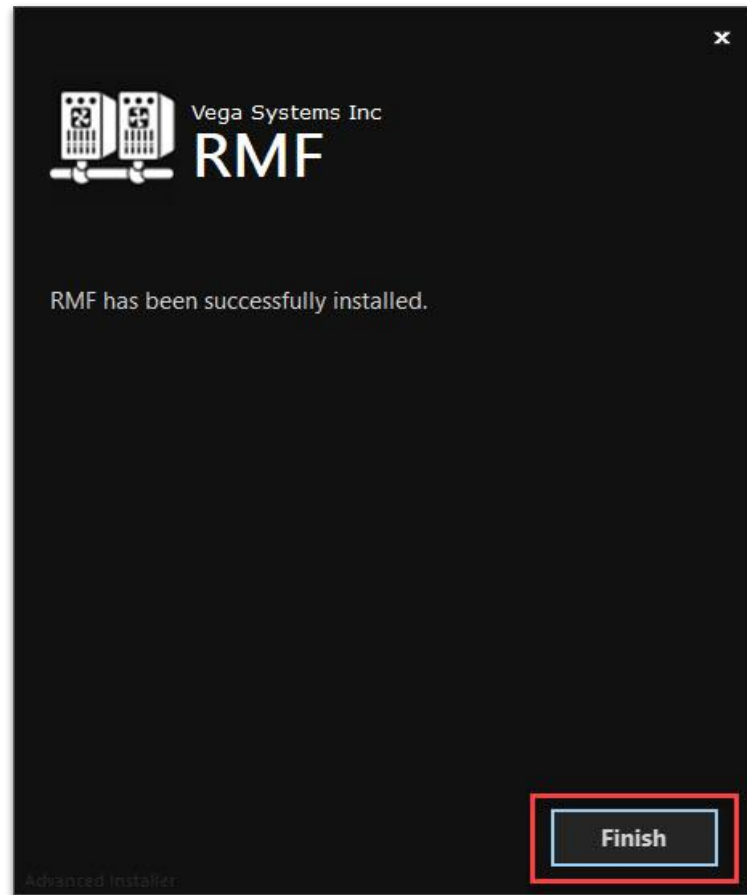 Vega Systems Inc
RMF
RMF has been successfully installed.
Finish
Advanced Installer